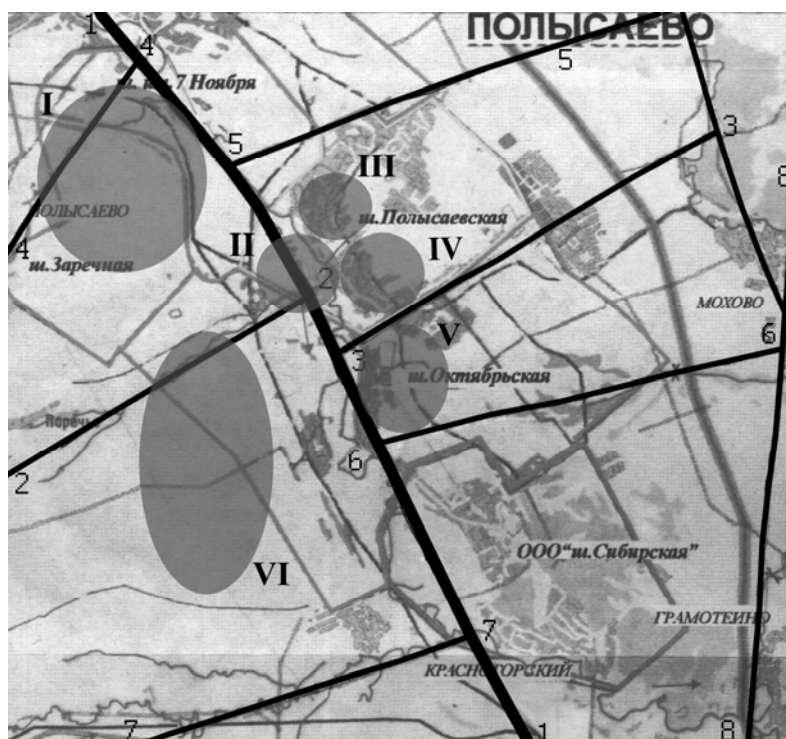 ПОЛЫСАЕВО
1
4
5
ш. им. 7 Ноября
I
5
3
III
8
ПОЛЫСАЕВО
ш.Полысаевская
4
II
IV
ш.Заречная
2
МОХОВО
V
6
3
ш.Октябрьская
6
2
ООО"ш.Сибирская"
VI
ГРАМОТЕИНО
7
КРАСНОГОРСКИЙ
7
1
8